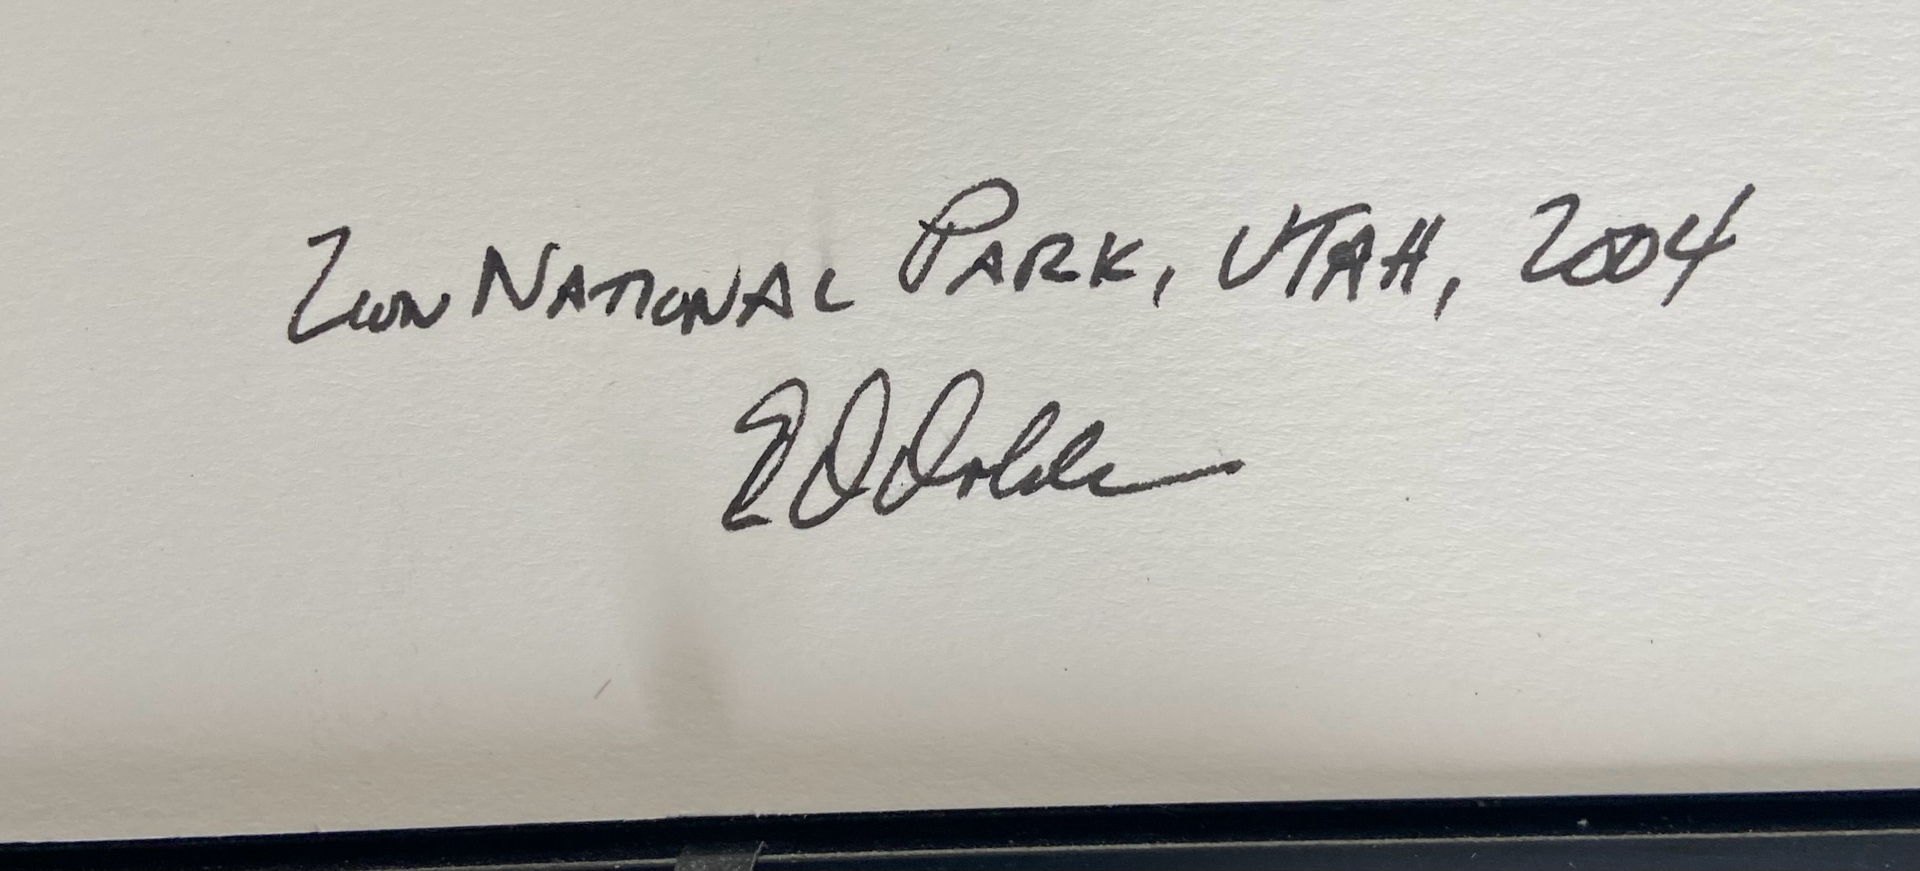 Zion National Park, Utah, 2004